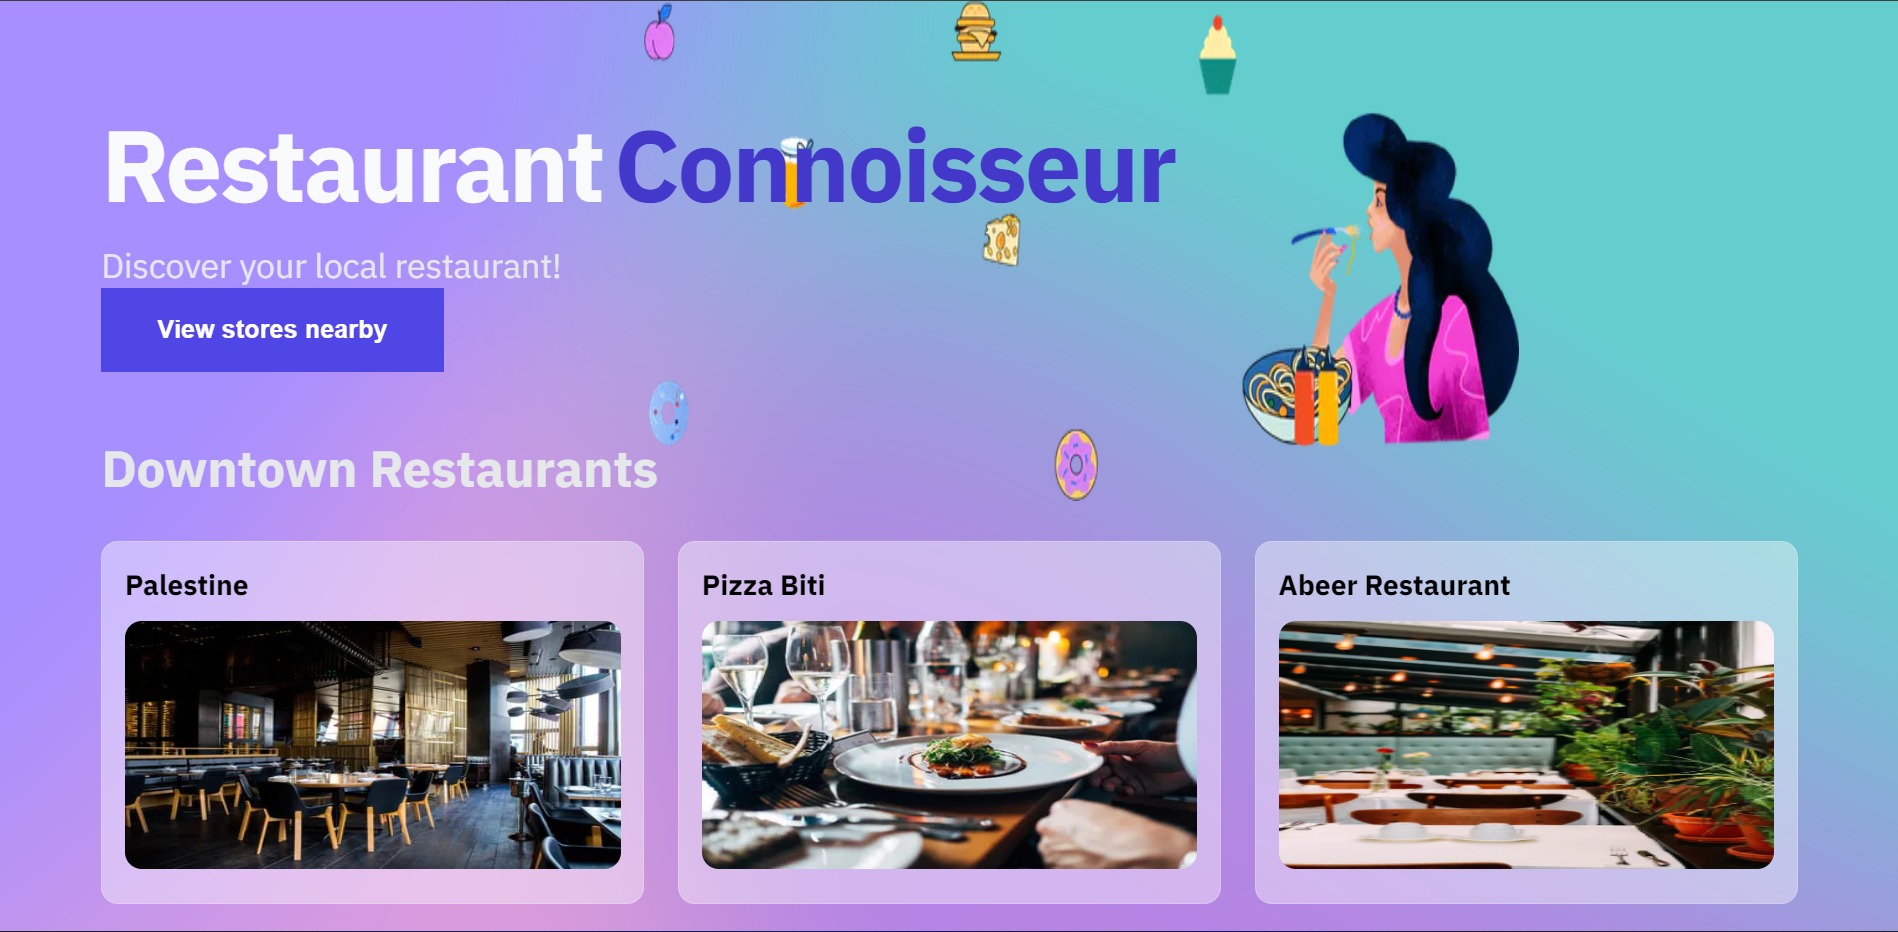 Restaurant Connoisseur
Discover your local restaurant!
View stores nearby
Downtown Restaurants
Palestine
Pizza Biti
Abeer Restaurant